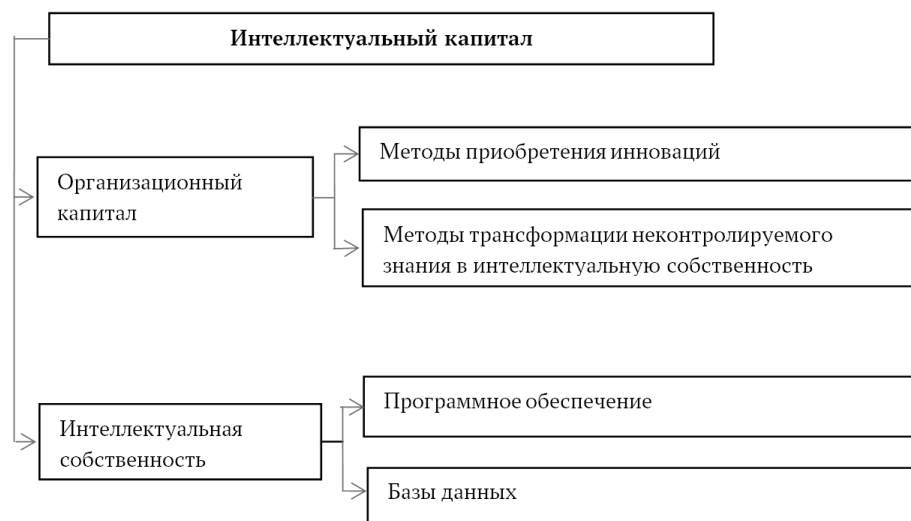 Интеллектуальный капитал
Методы приобретения инноваций
Организационный
капитал
Методы трансформации неконтролируемого
знания в интеллектуальную собственность
Программное обеспечение
Интеллектуальная
собственность
Базы данных